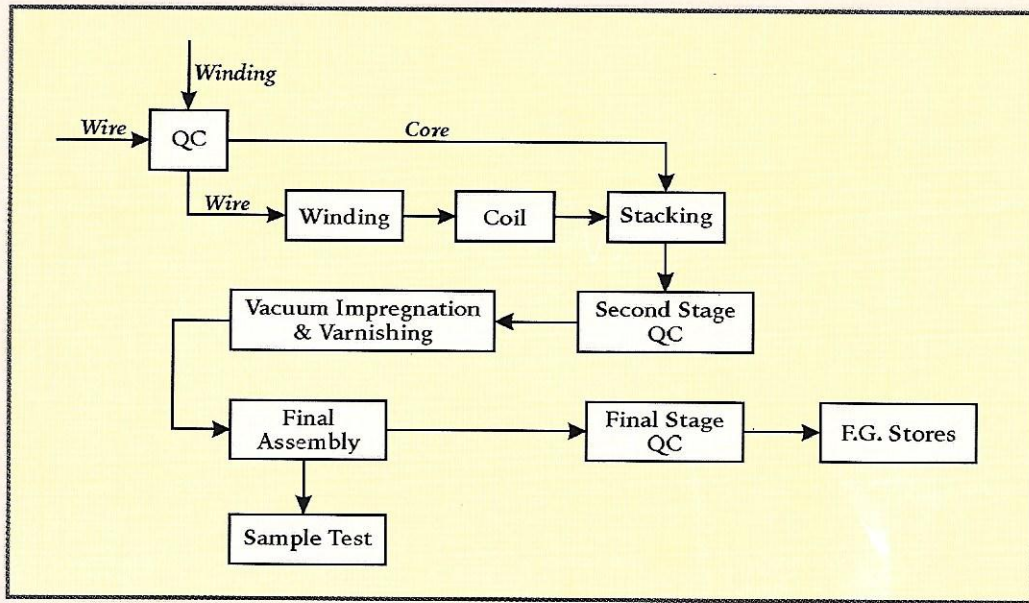 Winding
Wire
QC
Core
Wire
Winding
Coil
Stacking
Vacuum Impregnation
& Varnishing
Second Stage
QC
Final
Assembly
Final Stage
QC
F.G. Stores
Sample Test